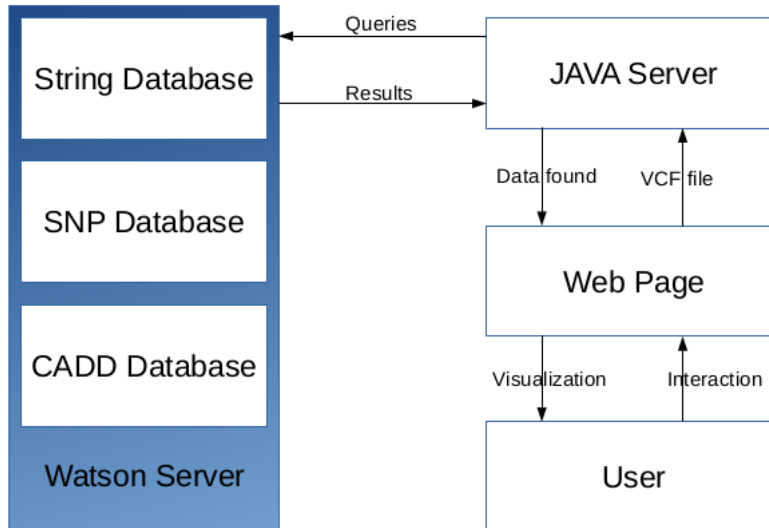 String Database
SNP Database
CADD Database
Watson Server
Queries
Results
JAVA Server
Data found
VCF file
Web Page
Visualization
Interaction
User